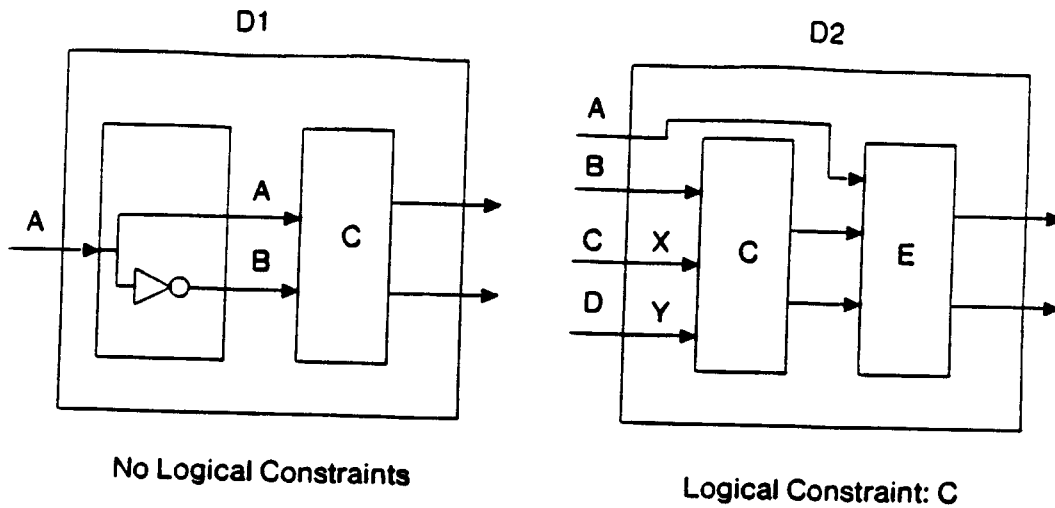 D1
D2
A
A
B
C
No Logical Constraints
A
B
C
D
X
Y
C
E
Logical Constraint: C